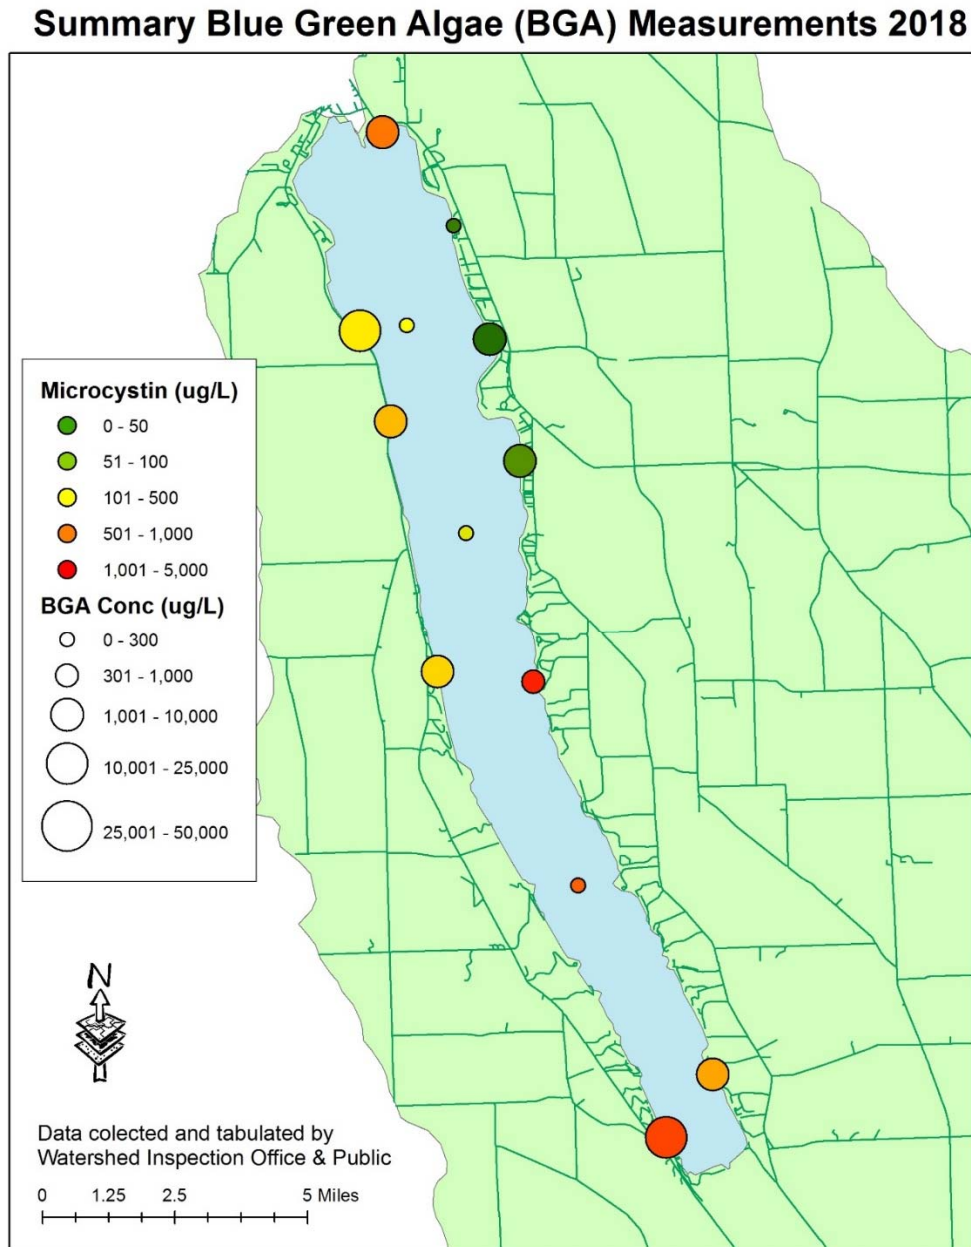 Summary Blue Green Algae (BGA) Measurements 2018
Microcystin (ug/L)
0 - 50
51 - 100
101 - 500
501 - 1,000
1,001 - 5,000
BGA Conc (ug/L)
0 - 300
301 - 1,000
1,001 - 10,000
10,001 - 25,000
25,001 - 50,000
N
Data colected and tabulated by
Watershed Inspection Office & Public
0 1.25 2.5 5 Miles